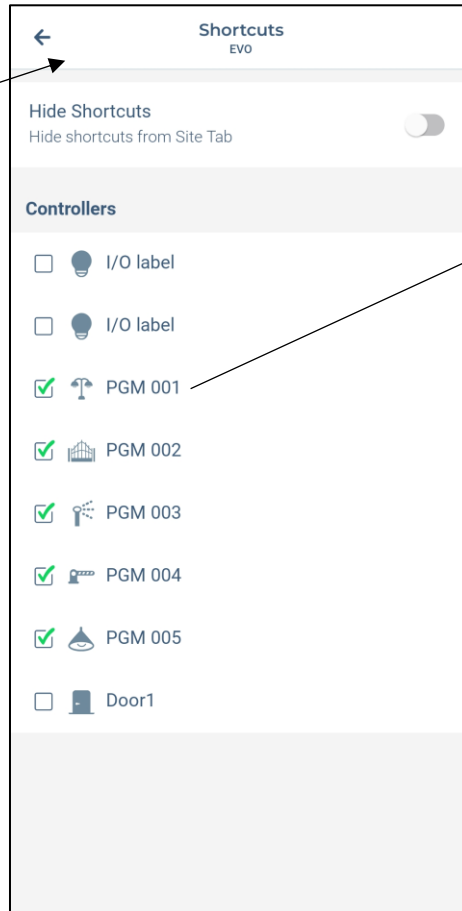 Shortcuts
EVO
Hide Shortcuts
Hide shortcuts from Site Tab
Controllers
I/O label
I/O label
PGM 001
PGM 002
PGM 003
PGM 004
PGM 005
Door1